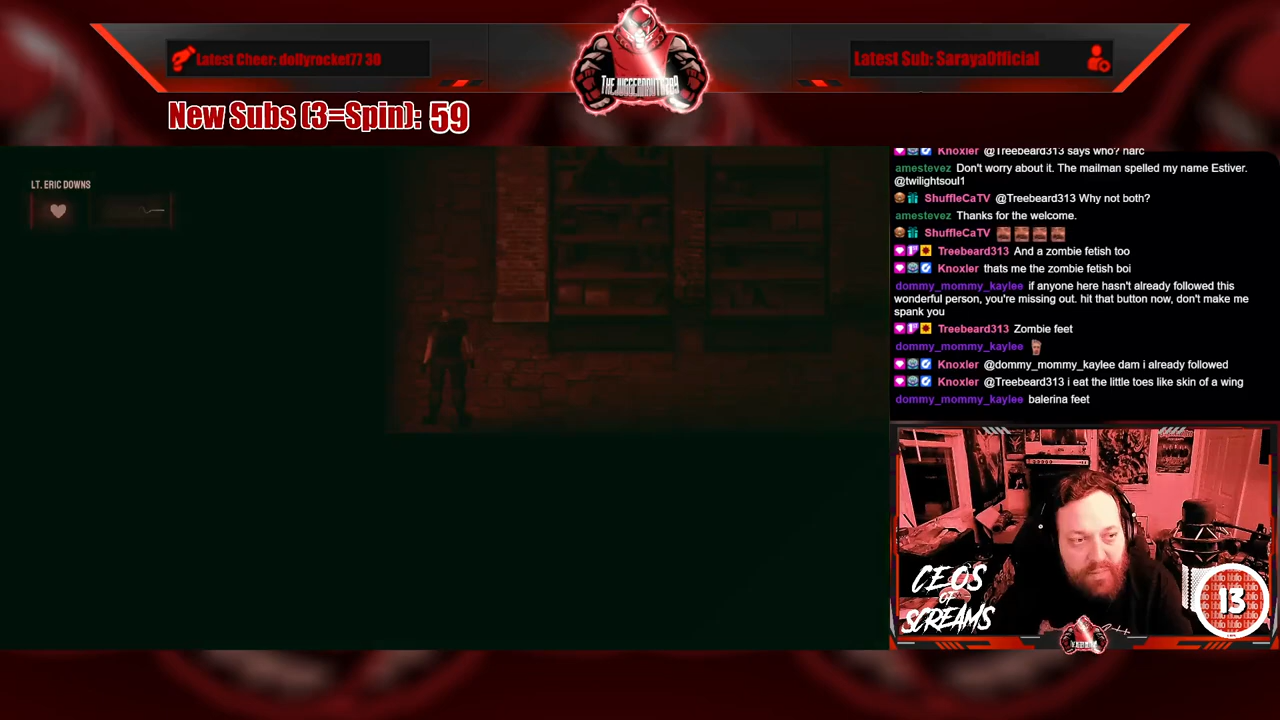 Latest Cheer: dollyrocket77 30
THEJUGGERNAUT0289
Latest Sub: SarayaOfficial
New Subs (3=Spin): 59
LT. ERIC DOWNS
Knoxler @Treebeard313 says who? narc
amestevez Don't worry about it. The mailman spelled my name Estiver.
@twilightsoul1
ShuffleCaTV @Treebeard313 Why not both?
amestevez Thanks for the welcome.
ShuffleCaTV
Treebeard313 And a zombie fetish too
Knoxler thats me the zombie fetish boi
dommy_mommy_kaylee if anyone here hasn't already followed this
wonderful person, you're missing out. hit that button now, don't make me
spank you
Treebeard313 Zombie feet
dommy_mommy_kaylee
Knoxler @dommy_mommy_kaylee dam i already followed
Knoxler @Treebeard313 i eat the little toes like skin of a wing
dommy_mommy_kaylee balerina feet
CEOS
OF
SCREAMS
13